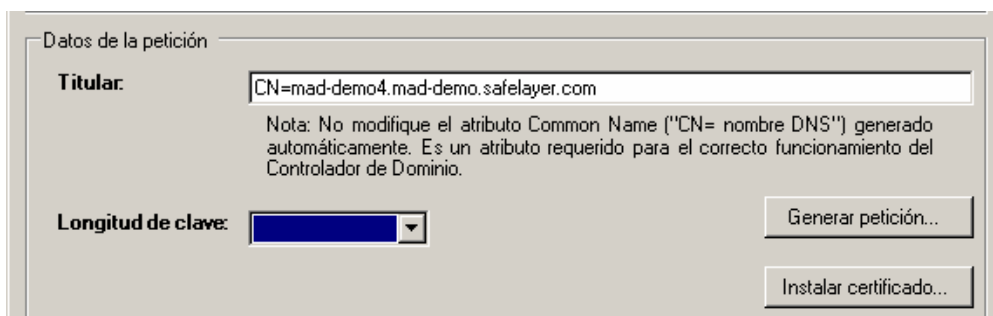 Datos de la petición
Titular:
CN=mad-demo4.mad-demo.safelayer.com
Nota: No modifique el atributo Common Name ("CN= nombre DNS") generado
automáticamente. Es un atributo requerido para el correcto funcionamiento del
Controlador de Dominio.
Longitud de clave:
Generar petición...
Instalar certificado...